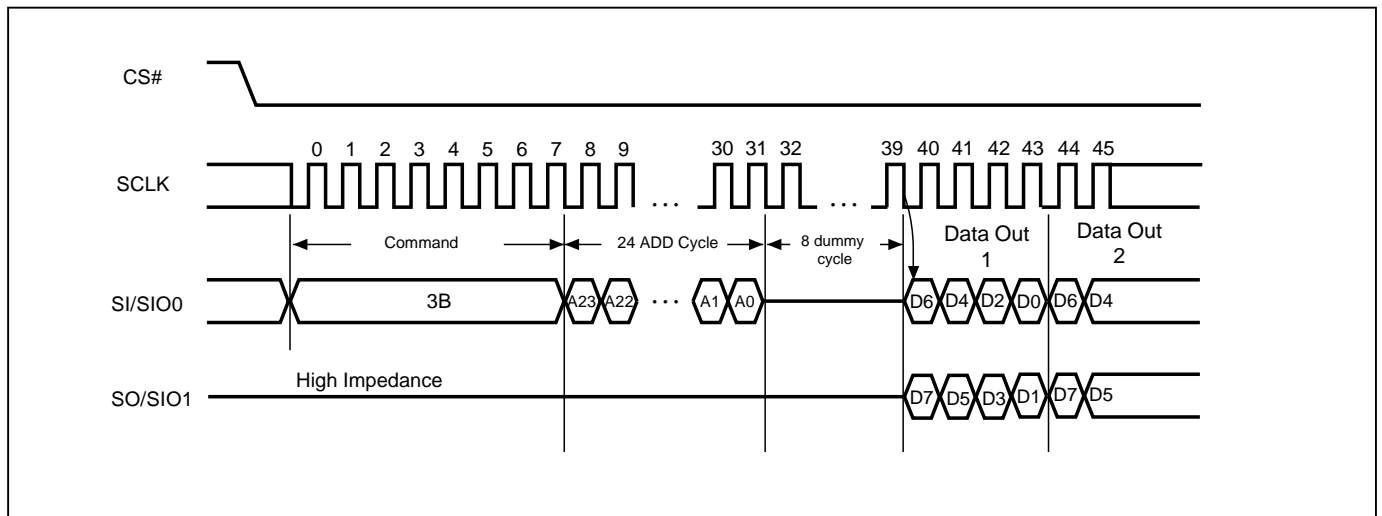 CS#
0 1 2 3 4 5 6 7 8 9 30 31 32 39 40 41 42 43 44 45
SCLK
... ...
Command 24 ADD Cycle 8 dummy cycle Data Out 1 Data Out 2
SI/SIO0 3B A23 A22 ... A1 A0 D6 D4 D2 D0 D6 D4
High Impedance
SO/SIO1 D7 D5 D3 D1 D7 D5